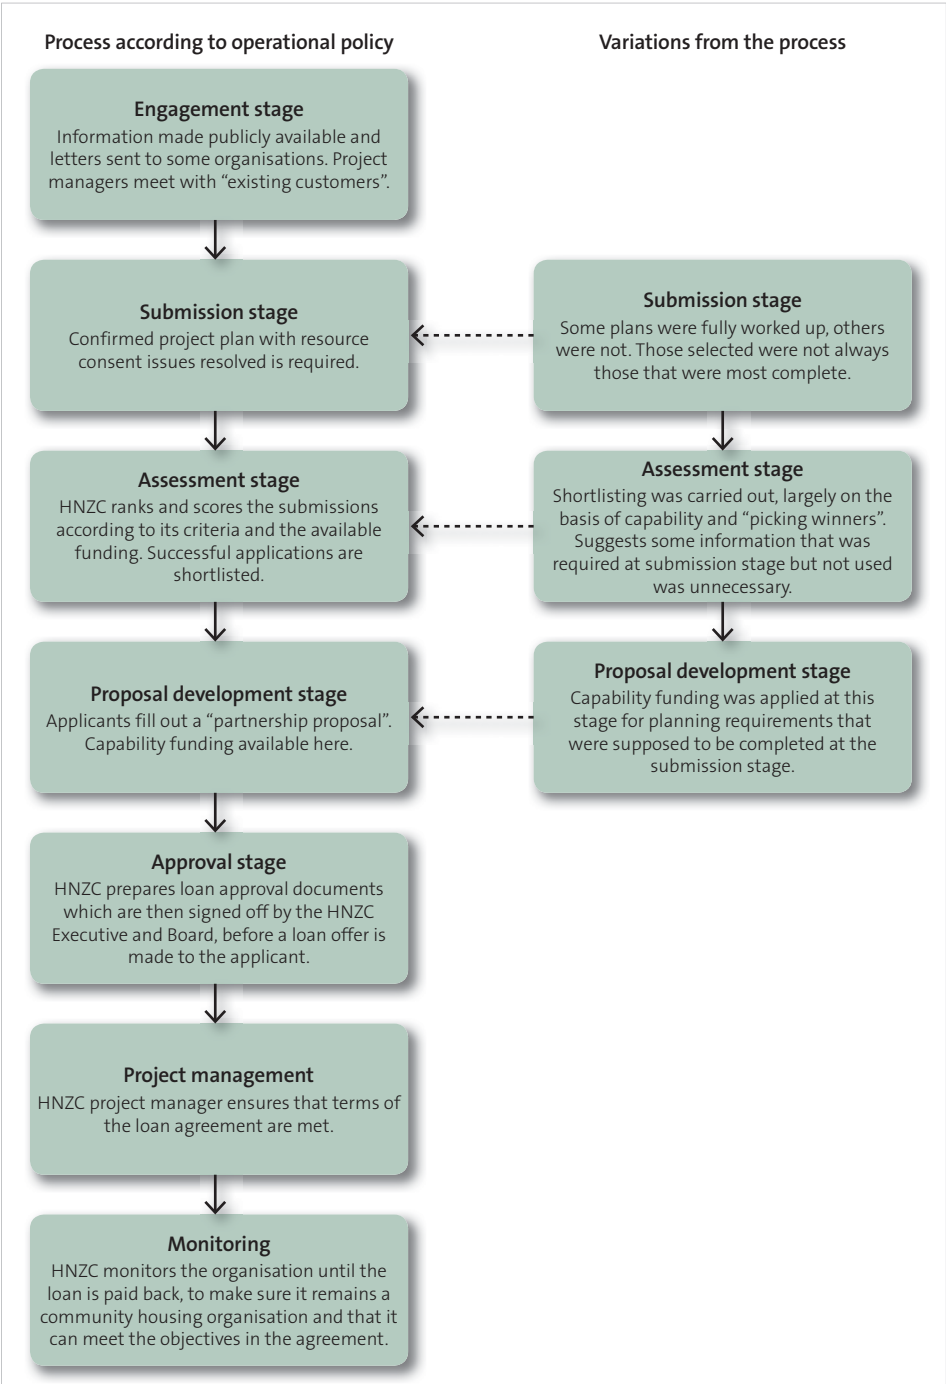 Process according to operational policy
Variations from the process
Engagement stage
Information made publicly available and
letters sent to some organisations. Project
managers meet with “existing customers”.
Submission stage
Confirmed project plan with resource
consent issues resolved is required.
Submission stage
Some plans were fully worked up, others
were not. Those selected were not always
those that were most complete.
Assessment stage
HNZC ranks and scores the submissions
according to its criteria and the available
funding. Successful applications are
shortlisted.
Assessment stage
Shortlisting was carried out, largely on the
basis of capability and “picking winners”.
Suggests some information that was
required at submission stage but not used
was unnecessary.
Proposal development stage
Applicants fill out a “partnership proposal”.
Capability funding available here.
Proposal development stage
Capability funding was applied at this
stage for planning requirements that
were supposed to be completed at the
submission stage.
Approval stage
HNZC prepares loan approval documents
which are then signed off by the HNZC
Executive and Board, before a loan offer is
made to the applicant.
Project management
HNZC project manager ensures that terms of
the loan agreement are met.
Monitoring
HNZC monitors the organisation until the
loan is paid back, to make sure it remains a
community housing organisation and that it
can meet the objectives in the agreement.